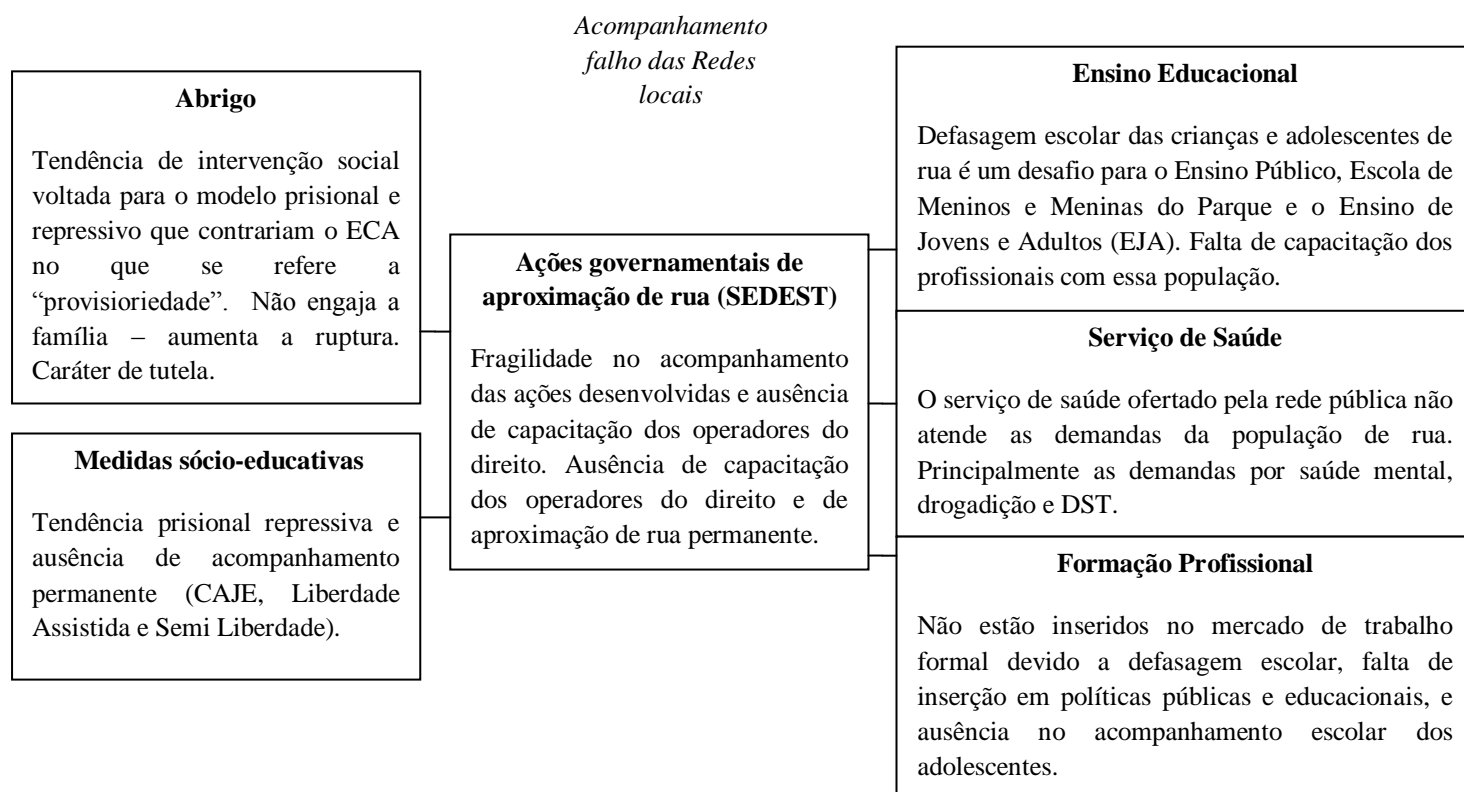 Acompanhamento
falho das Redes
locais
Abrigo
Tendência de intervenção social
voltada para o modelo prisional e
repressivo que contrariam o ECA
no que se refere a
“provisioriedade”. Não engaja a
família – aumenta a ruptura.
Caráter de tutela.
Medidas sócio-educativas
Tendência prisional repressiva e
ausência de acompanhamento
permanente (CAJE, Liberdade
Assistida e Semi Liberdade).
Ações governamentais de
aproximação de rua (SEDEST)
Fragilidade no acompanhamento
das ações desenvolvidas e ausência
de capacitação dos operadores do
direito. Ausência de capacitação
dos operadores do direito e de
aproximação de rua permanente.
Ensino Educacional
Defasagem escolar das crianças e adolescentes de
rua é um desafio para o Ensino Público, Escola de
Meninos e Meninas do Parque e o Ensino de
Jovens e Adultos (EJA). Falta de capacitação dos
profissionais com essa população.
Serviço de Saúde
O serviço de saúde ofertado pela rede pública não
atende as demandas da população de rua.
Principalmente as demandas por saúde mental,
drogadição e DST.
Formação Profissional
Não estão inseridos no mercado de trabalho
formal devido a defasagem escolar, falta de
inserção em políticas públicas e educacionais, e
ausência no acompanhamento escolar dos
adolescentes.